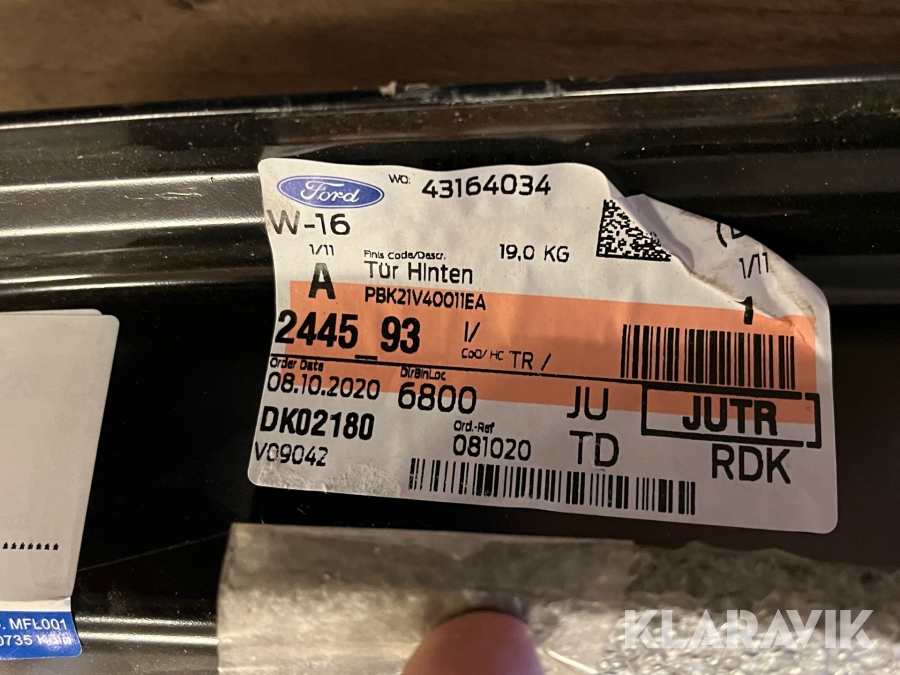 Ford
WO: 43164034
W-16
1/11
Finis Code/Descr.
19,0 KG
1/11
A
Tür Hinten
PBK21V40011EA
1
2445_93
I/
CoO/HC TR /
Order Date
DirBinLoc
08.10.2020
6800
JU
JUTR
DK02180
Ord.-Ref
V09042
081020
TD
RDK
. MFL001
0735 Köln
KLARAVIK